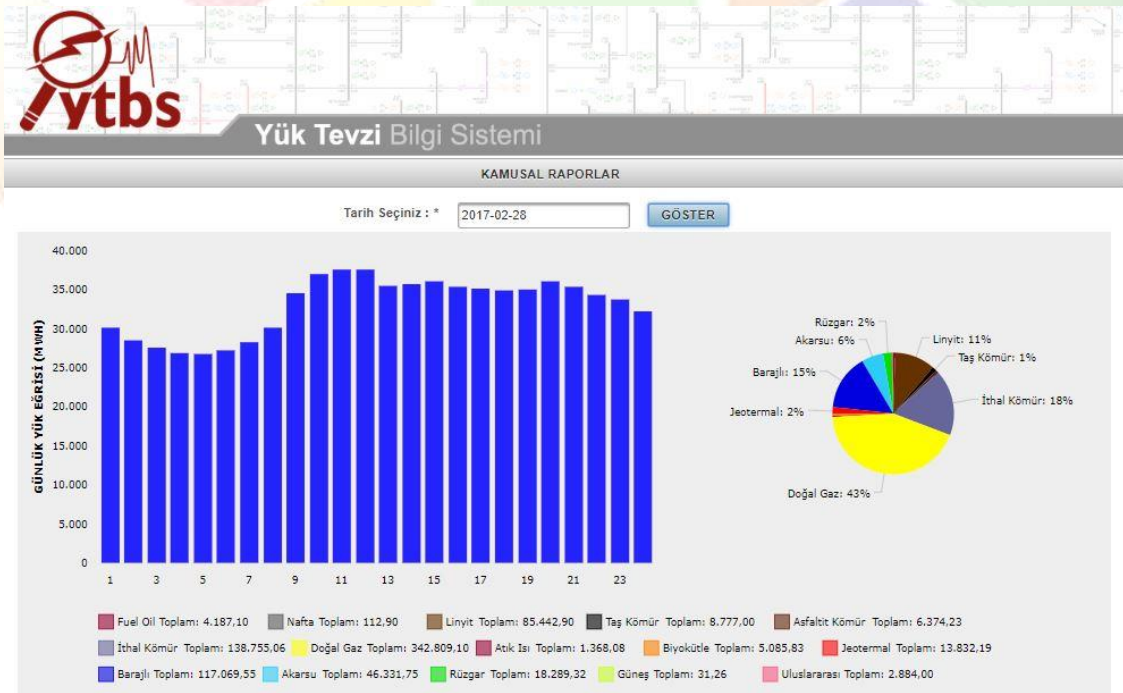 ytbs
Yük Tevzi Bilgi Sistemi
KAMUSAL RAPORLAR
Tarih Seçiniz : * 2017-02-28 GÖSTER
GÜNLÜK YÜK EĞRİSİ (MWH)
40.000
35.000
30.000
25.000
20.000
15.000
10.000
5.000
0
1 3 5 7 9 11 13 15 17 19 21 23
Rüzgar: 2%
Akarsu: 6%
Barajlı: 15%
Jeotermal: 2%
Doğal Gaz: 43%
Linyit: 11%
Taş Kömür: 1%
İthal Kömür: 18%
Fuel Oil Toplam: 4.187,10 Nafta Toplam: 112,90 Linyit Toplam: 85.442,90 Taş Kömür Toplam: 8.777,00 Asfaltit Kömür Toplam: 6.374,23
İthal Kömür Toplam: 138.755,06 Doğal Gaz Toplam: 342.809,10 Atık Isı Toplam: 1.368,08 Biyokütle Toplam: 5.085,83 Jeotermal Toplam: 13.832,19
Barajlı Toplam: 117.069,55 Akarsu Toplam: 46.331,75 Rüzgar Toplam: 18.289,32 Güneş Toplam: 31,26 Uluslararası Toplam: 2.884,00